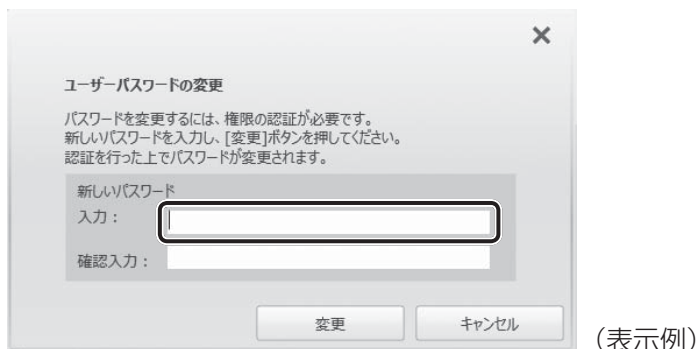 ユーザーパスワードの変更
パスワードを変更するには、権限の認証が必要です。
新しいパスワードを入力し、[変更]ボタンを押してください。
認証を行った上でパスワードが変更されます。
新しいパスワード
入力：
確認入力：
変更 キャンセル
（表示例）